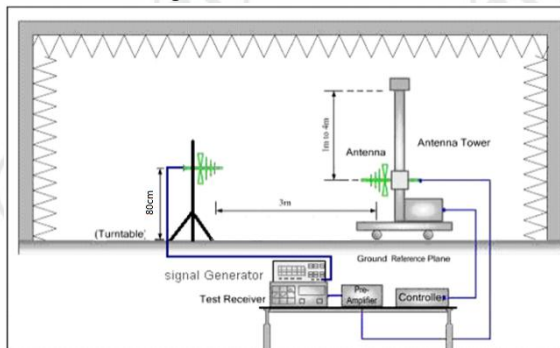 1m to 4m
Antenna Tower
Antenna
80cm
3m
(Turntable)
Ground Reference Plane
signal Generator
Test Receiver
Pre-
Amplifier
Controller